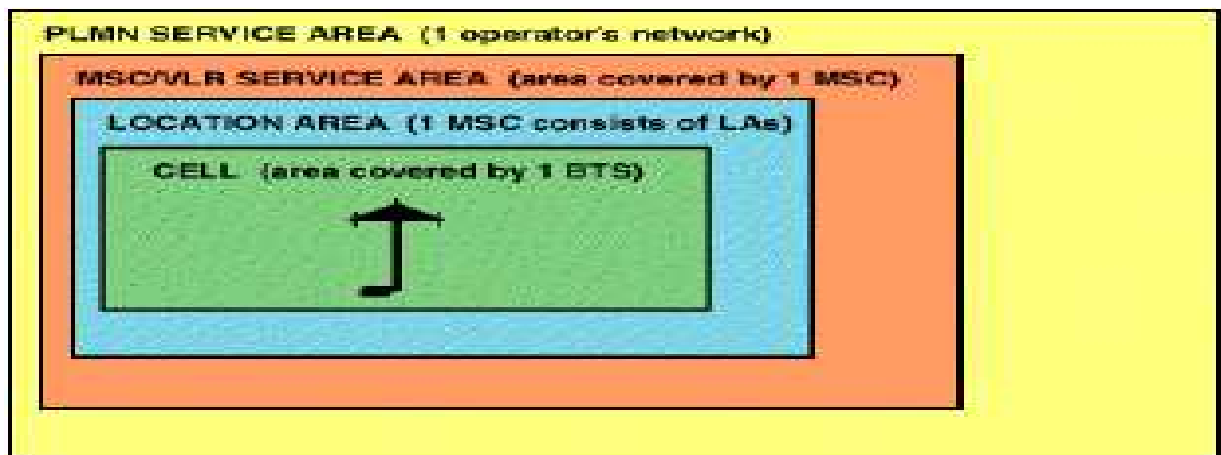 PLMN SERVICE AREA (1 operator's network)
MSC/VLR SERVICE AREA (area covered by 1 MSC)
LOCATION AREA (1 MSC consists of LAs)
CELL (area covered by 1 BTS)